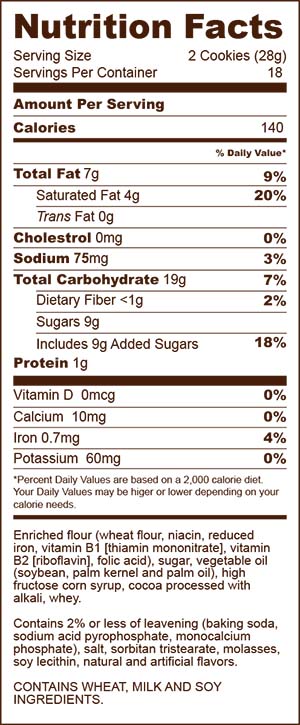 Nutrition Facts
Serving Size 2 Cookies (28g)
Servings Per Container 18
Amount Per Serving
Calories 140
% Daily Value*
Total Fat 7g 9%
Saturated Fat 4g 20%
Trans Fat 0g
Cholestrol 0mg 0%
Sodium 75mg 3%
Total Carbohydrate 19g 7%
Dietary Fiber <1g 2%
Sugars 9g
Includes 9g Added Sugars 18%
Protein 1g
Vitamin D 0mcg 0%
Calcium 10mg 0%
Iron 0.7mg 4%
Potassium 60mg 0%
*Percent Daily Values are based on a 2,000 calorie diet.
Your Daily Values may be higer or lower depending on your
calorie needs.
Enriched flour (wheat flour, niacin, reduced
iron, vitamin B1 [thiamin mononitrate], vitamin
B2 [riboflavin], folic acid), sugar, vegetable oil
(soybean, palm kernel and palm oil), high
fructose corn syrup, cocoa processed with
alkali, whey.
Contains 2% or less of leavening (baking soda,
sodium acid pyrophosphate, monocalcium
phosphate), salt, sorbitan tristearate, molasses,
soy lecithin, natural and artificial flavors.
CONTAINS WHEAT, MILK AND SOY
INGREDIENTS.